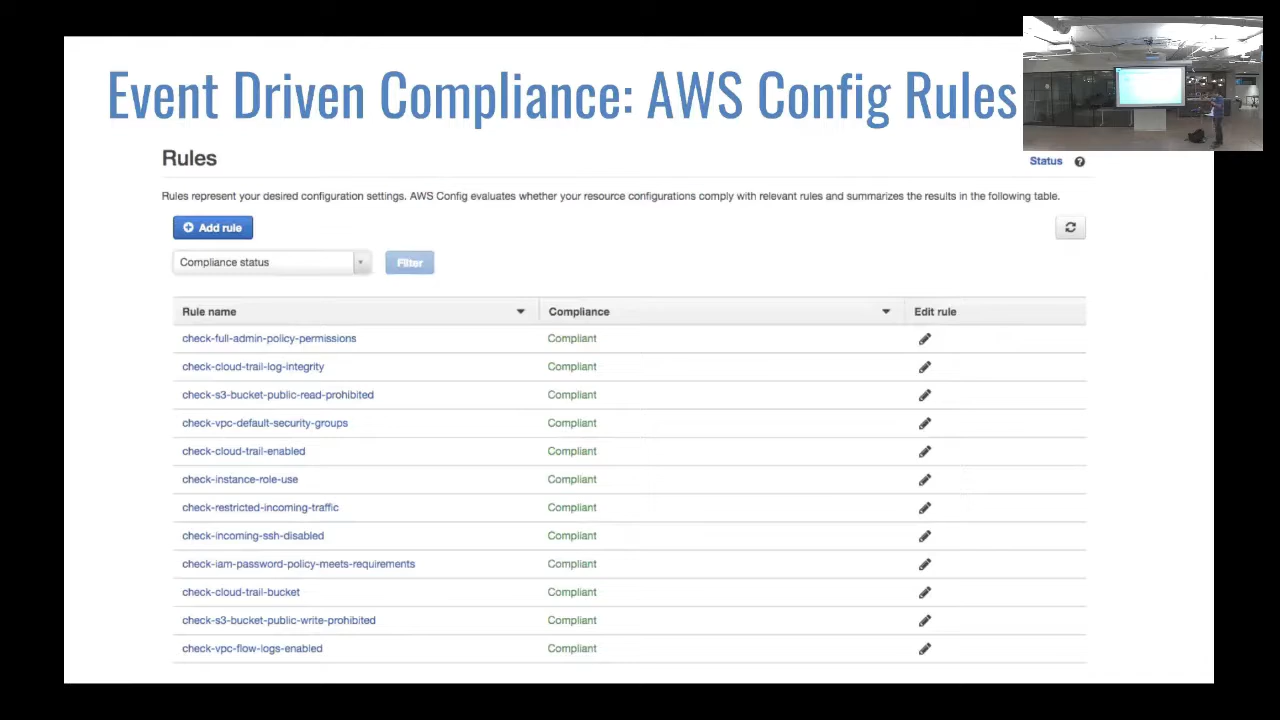 Event Driven Compliance: AWS Config Rules
Rules
Status
Rules represent your desired configuration settings. AWS Config evaluates whether your resource configurations comply with relevant rules and summarizes the results in the following table.
Add rule
Compliance status
Filter
Rule name Compliance Edit rule
check-full-admin-policy-permissions Compliant
check-cloud-trail-log-integrity Compliant
check-s3-bucket-public-read-prohibited Compliant
check-vpc-default-security-groups Compliant
check-cloud-trail-enabled Compliant
check-instance-role-use Compliant
check-restricted-incoming-traffic Compliant
check-incoming-ssh-disabled Compliant
check-iam-password-policy-meets-requirements Compliant
check-cloud-trail-bucket Compliant
check-s3-bucket-public-write-prohibited Compliant
check-vpc-flow-logs-enabled Compliant